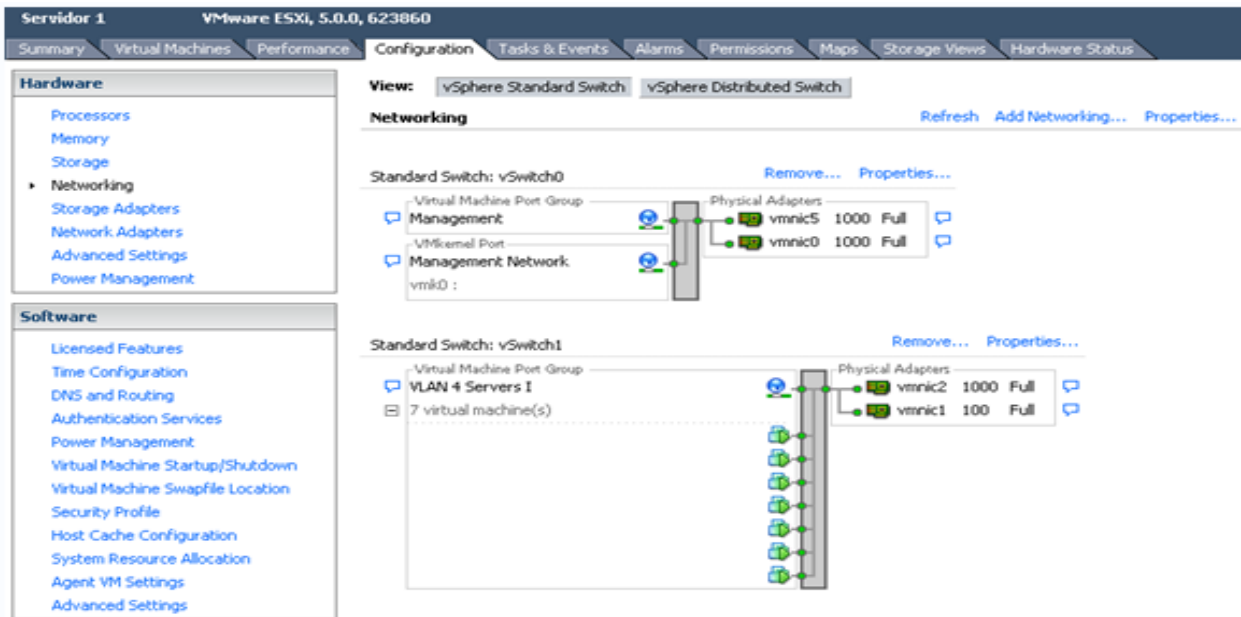 Servidor 1 VMware ESXi, 5.0.0, 623860
Summary Virtual Machines Performance Configuration Tasks & Events Alarms Permissions Maps Storage Views Hardware Status
Hardware
Processors
Memory
Storage
Networking
Storage Adapters
Network Adapters
Advanced Settings
Power Management
Software
Licensed Features
Time Configuration
DNS and Routing
Authentication Services
Power Management
Virtual Machine Startup/Shutdown
Virtual Machine Swapfile Location
Security Profile
Host Cache Configuration
System Resource Allocation
Agent VM Settings
Advanced Settings
View: vSphere Standard Switch vSphere Distributed Switch
Networking Refresh Add Networking... Properties...
Standard Switch: vSwitch0 Remove... Properties...
Virtual Machine Port Group Physical Adapters
Management vmnic5 1000 Full
VMkernel Port vmnic0 1000 Full
Management Network
vmk0 :
Standard Switch: vSwitch1 Remove... Properties...
Virtual Machine Port Group Physical Adapters
VLAN 4 Servers I vmnic2 1000 Full
7 virtual machine(s) vmnic1 100 Full